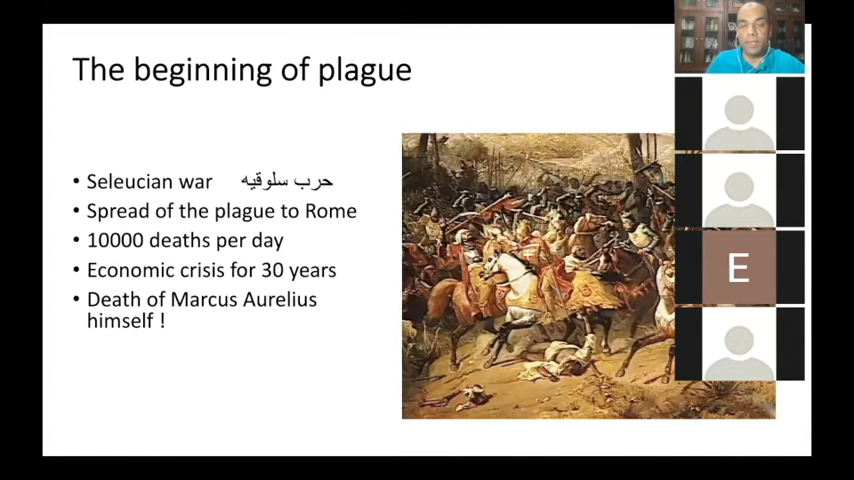 The beginning of plague
• Seleucian war حرب سلوقيه
• Spread of the plague to Rome
• 10000 deaths per day
• Economic crisis for 30 years
• Death of Marcus Aurelius
himself !
E